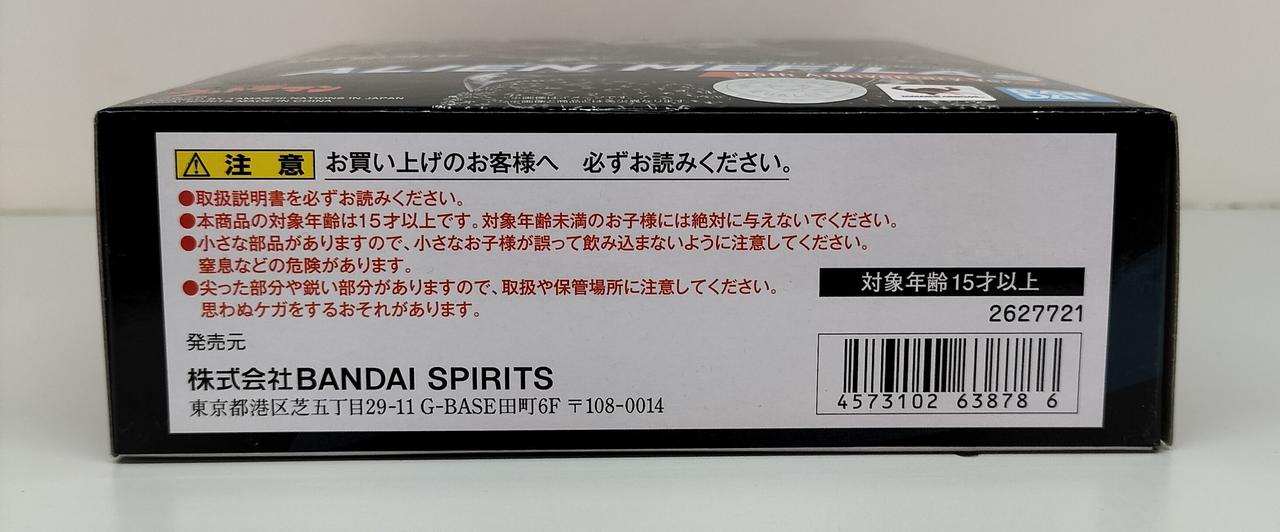 ALIEN MEFILAS
55th Anniversary
NATIONS IN JAPAN
MADE IN CHINA
注意 お買い上げのお客様へ 必ずお読みください。
●取扱説明書を必ずお読みください。
●本商品の対象年齢は15才以上です。対象年齢未満のお子様には絶対に与えないでください。
●小さな部品がありますので、小さなお子様が誤って飲み込まないように注意してください。
窒息などの危険があります。
●尖った部分や鋭い部分がありますので、取扱や保管場所に注意してください。
思わぬケガをするおそれがあります。
対象年齢15才以上
2627721
発売元
株式会社BANDAI SPIRITS
東京都港区芝五丁目29-11 G-BASE田町6F 〒108-0014
4573102 63878 6